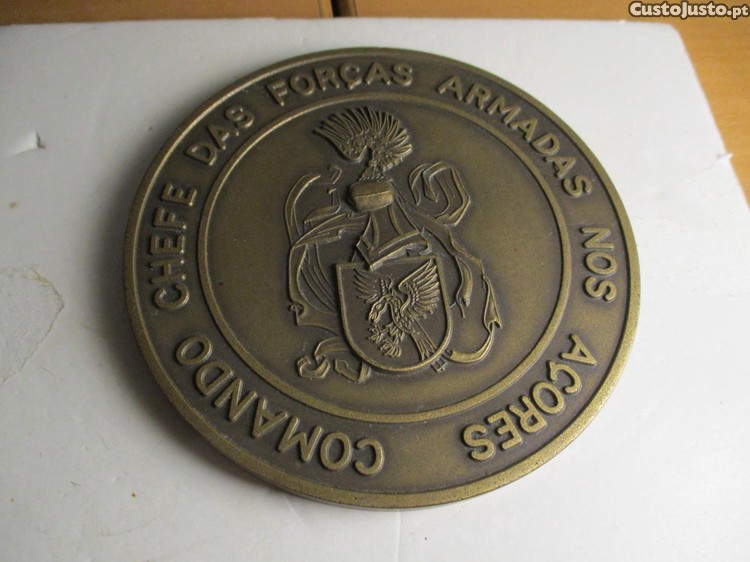 CustoJusto.pt
COMANDO CHEFE DAS FORÇAS ARMADAS NOS AÇORES